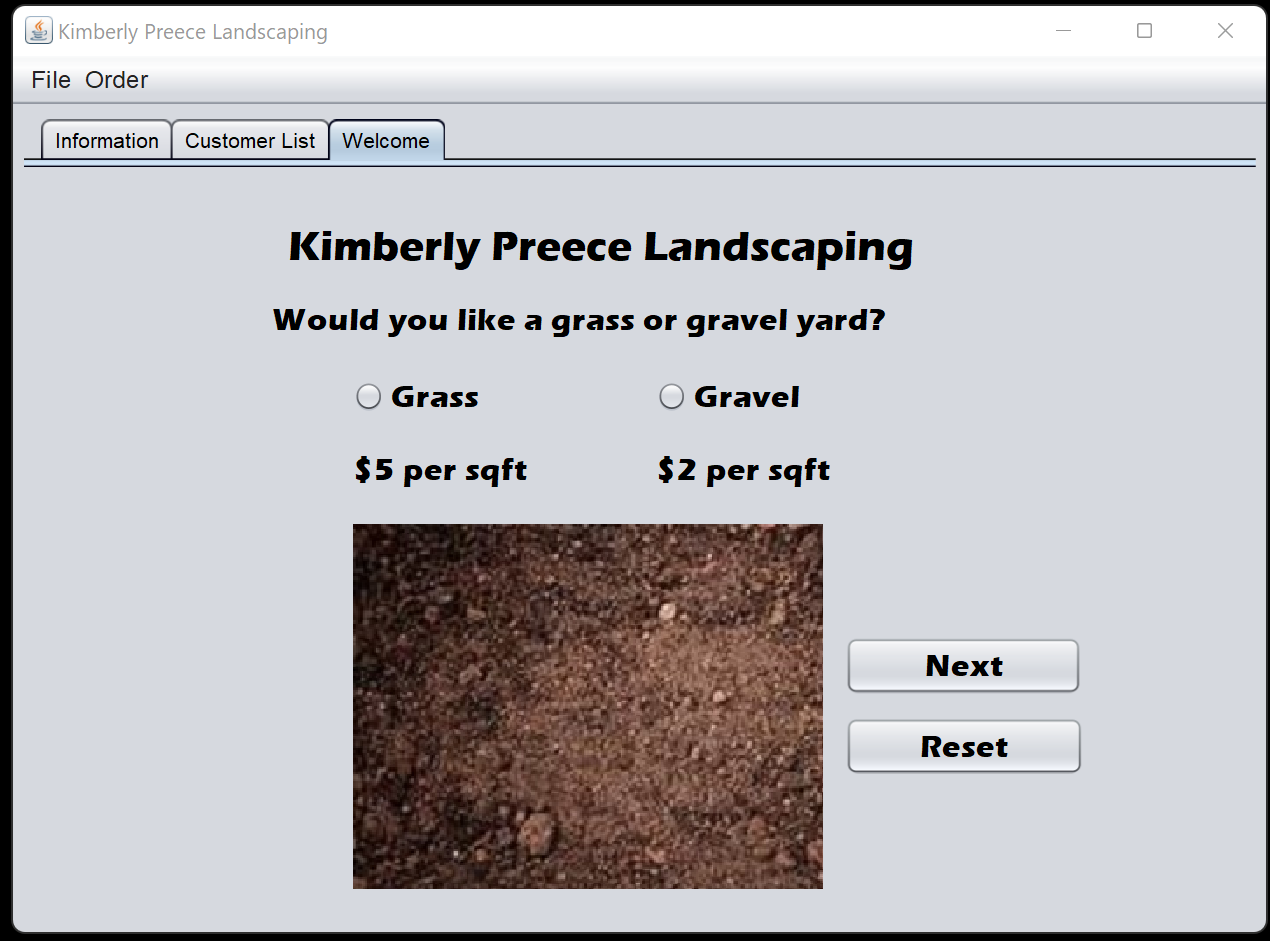 Kimberly Preece Landscaping
File Order
Information Customer List Welcome
Kimberly Preece Landscaping
Would you like a grass or gravel yard?
Grass Gravel
$5 per sqft $2 per sqft
Next
Reset